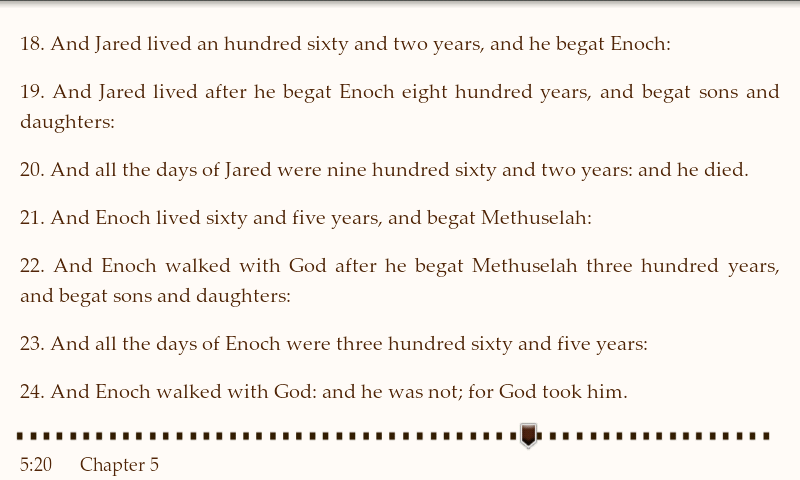 18. And Jared lived an hundred sixty and two years, and he begat Enoch:
19. And Jared lived after he begat Enoch eight hundred years, and begat sons and
daughters:
20. And all the days of Jared were nine hundred sixty and two years: and he died.
21. And Enoch lived sixty and five years, and begat Methuselah:
22. And Enoch walked with God after he begat Methuselah three hundred years,
and begat sons and daughters:
23. And all the days of Enoch were three hundred sixty and five years:
24. And Enoch walked with God: and he was not; for God took him.
5:20 Chapter 5